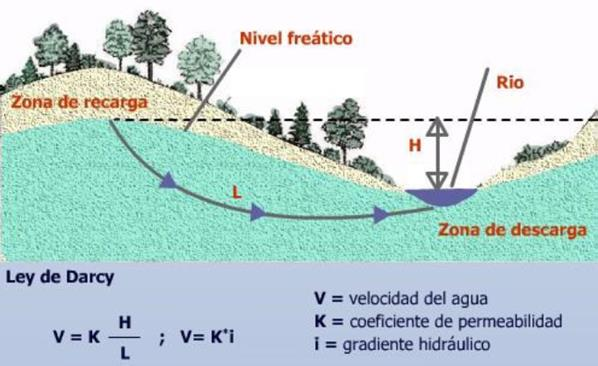 Nivel freático
Rio
Zona de recarga
H
L
Zona de descarga
Ley de Darcy
V = K H / L ; V= K*i
V = velocidad del agua
K = coeficiente de permeabilidad
i = gradiente hidráulico